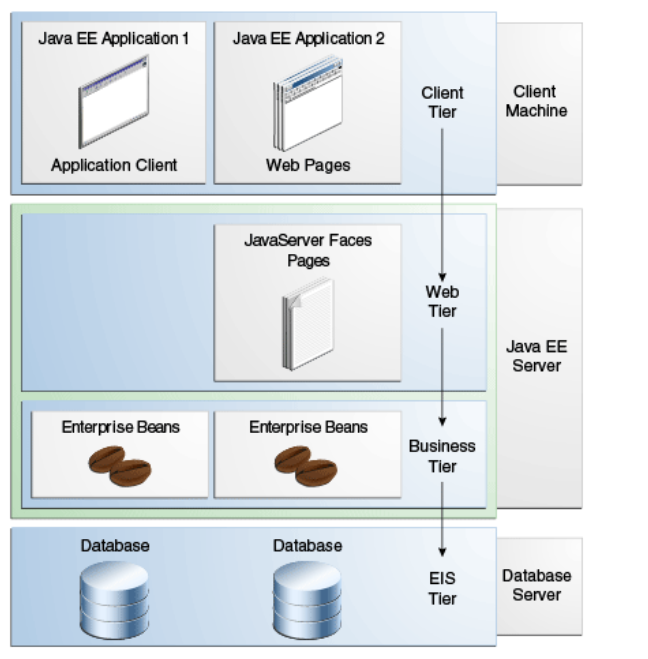 Java EE Application 1
Java EE Application 2
Application Client
Web Pages
Client
Tier
Client
Machine
JavaServer Faces
Pages
Web
Tier
Java EE
Server
Enterprise Beans
Enterprise Beans
Business
Tier
Database
Database
EIS
Tier
Database
Server